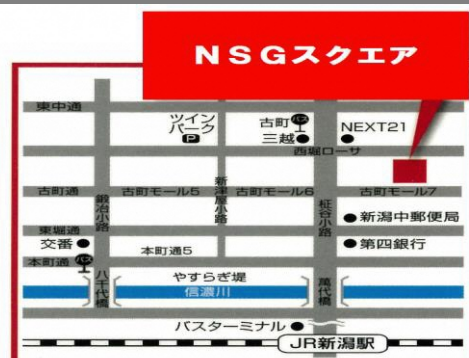 NSGスクエア
東中通
ツイン
パーク
P
古町
バス
三越
NEXT21
西堀ローサ
古町通
鍛冶小路
古町モール5
新津屋小路
古町モール6
柾谷小路
古町モール7
新潟中郵便局
東堀通
交番
本町通5
第四銀行
本町通
バス
八千代橋
やすらぎ堤
信濃川
萬代橋
バスターミナル
JR新潟駅